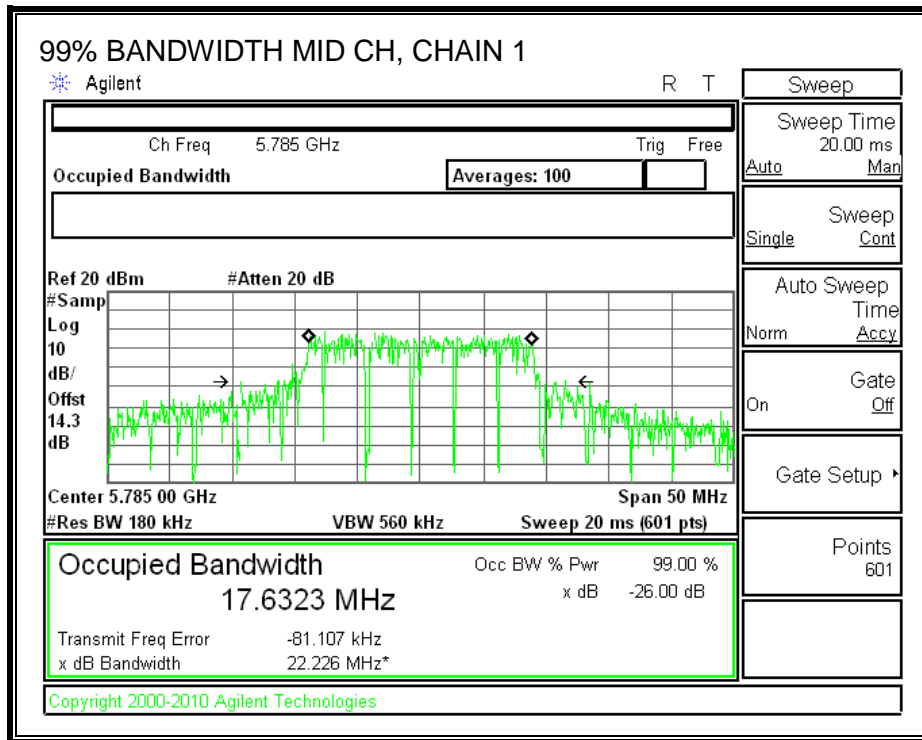 99% BANDWIDTH MID CH, CHAIN 1
Agilent R T
Ch Freq 5.785 GHz Trig Free
Occupied Bandwidth Averages: 100
Ref 20 dBm #Atten 20 dB
#Samp
Log
10
dB/
Offst
14.3
dB
Center 5.785 00 GHz Span 50 MHz
#Res BW 180 kHz VBW 560 kHz Sweep 20 ms (601 pts)
Occupied Bandwidth Occ BW % Pwr 99.00 %
17.6323 MHz x dB -26.00 dB
Transmit Freq Error -81.107 kHz
x dB Bandwidth 22.226 MHz*
Copyright 2000-2010 Agilent Technologies
Sweep
Sweep Time
20.00 ms
Auto Man
Sweep
Single Cont
Auto Sweep
Time
Norm Accy
Gate
On Off
Gate Setup
Points
601